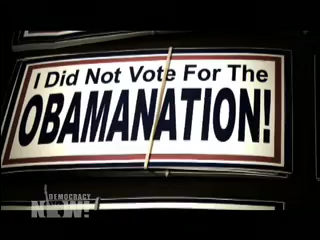 I Did Not Vote For The
OBAMANATION!
DEMOCRACY
NOW!